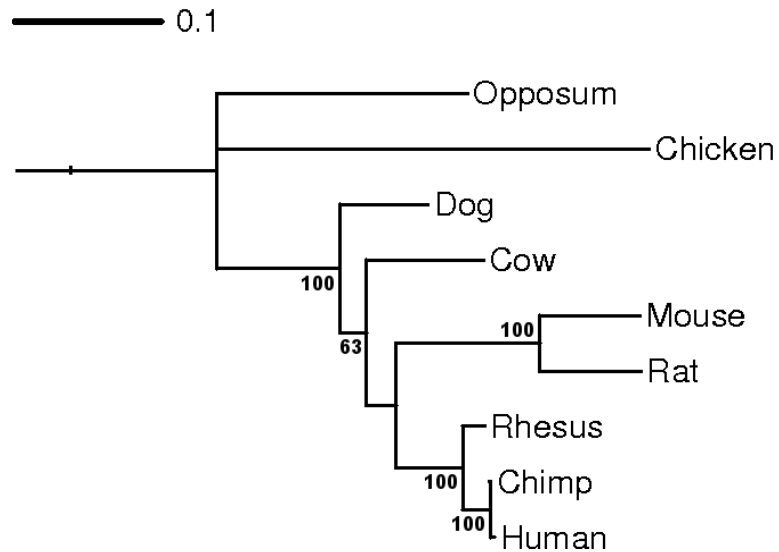 0.1
Opposum
Chicken
Dog
Cow
100
Mouse
100
63
Rat
Rhesus
100
Chimp
100
Human